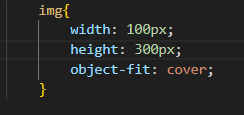 img{
width: 100px;
height: 300px;
object-fit: cover;
}